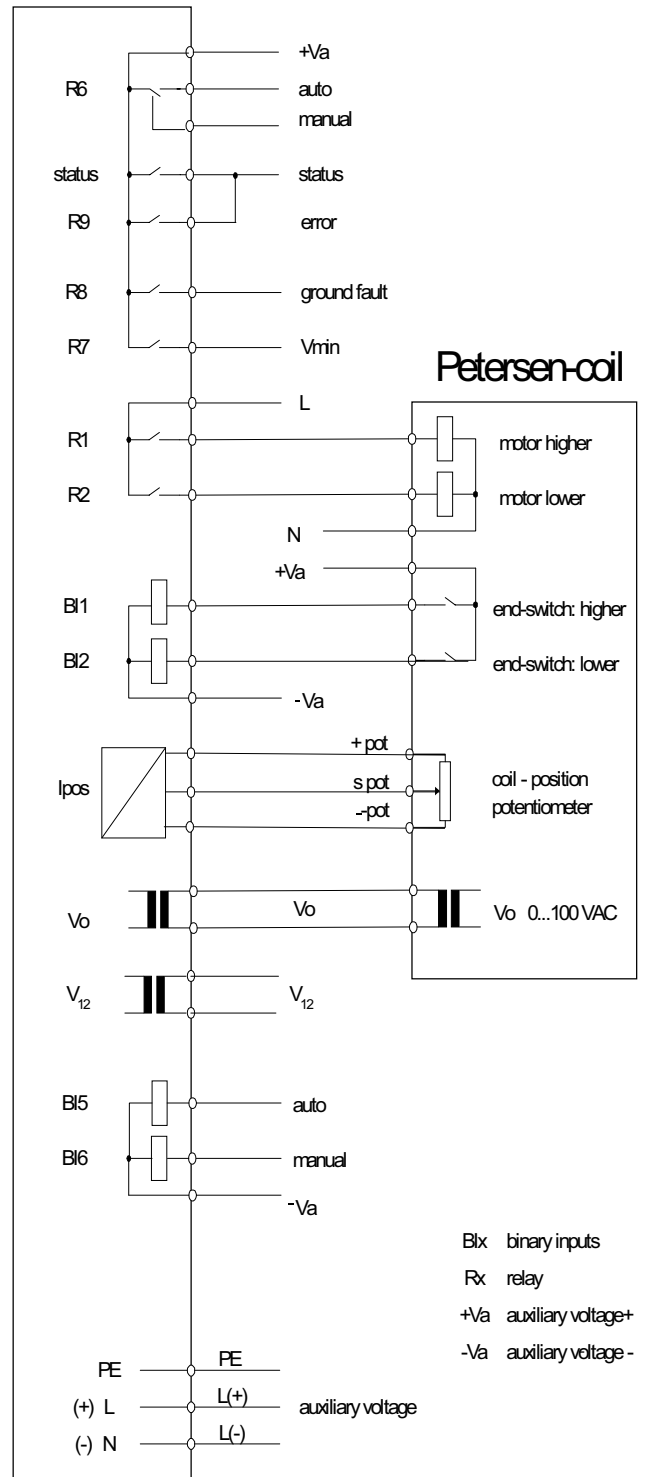 +Va
R6 auto
manual
status status
R9 error
R8 ground fault
R7 Vmin
Petersen-coil
L
R1 motor higher
R2 motor lower
N
+Va
BI1 end-switch: higher
BI2 end-switch: lower
-Va
+ pot
Ipos s pot coil - position
--pot potentiometer
Vo Vo Vo 0...100 VAC
V12 V12
BI5 auto
BI6 manual
-Va
BIx binary inputs
Rx relay
+Va auxiliary voltage+
-Va auxiliary voltage -
PE PE
(+) L L(+) auxiliary voltage
(-) N L(-)